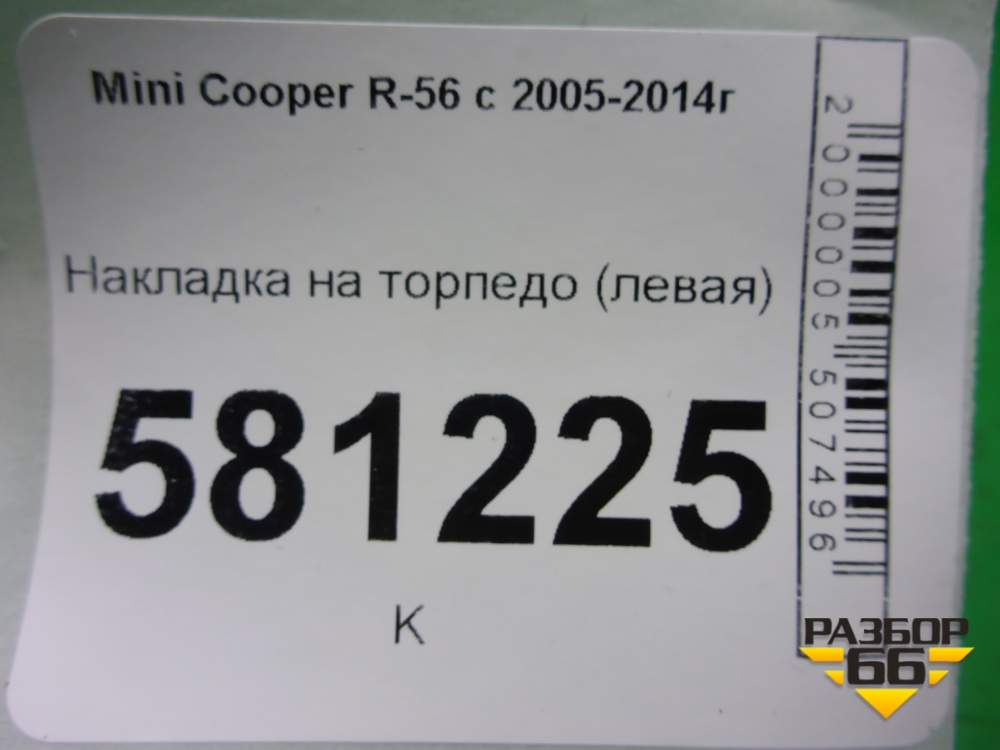 Mini Cooper R-56 с 2005-2014г
Накладка на торпедо (левая)
581225
К
2000005507496
РАЗБОР
66